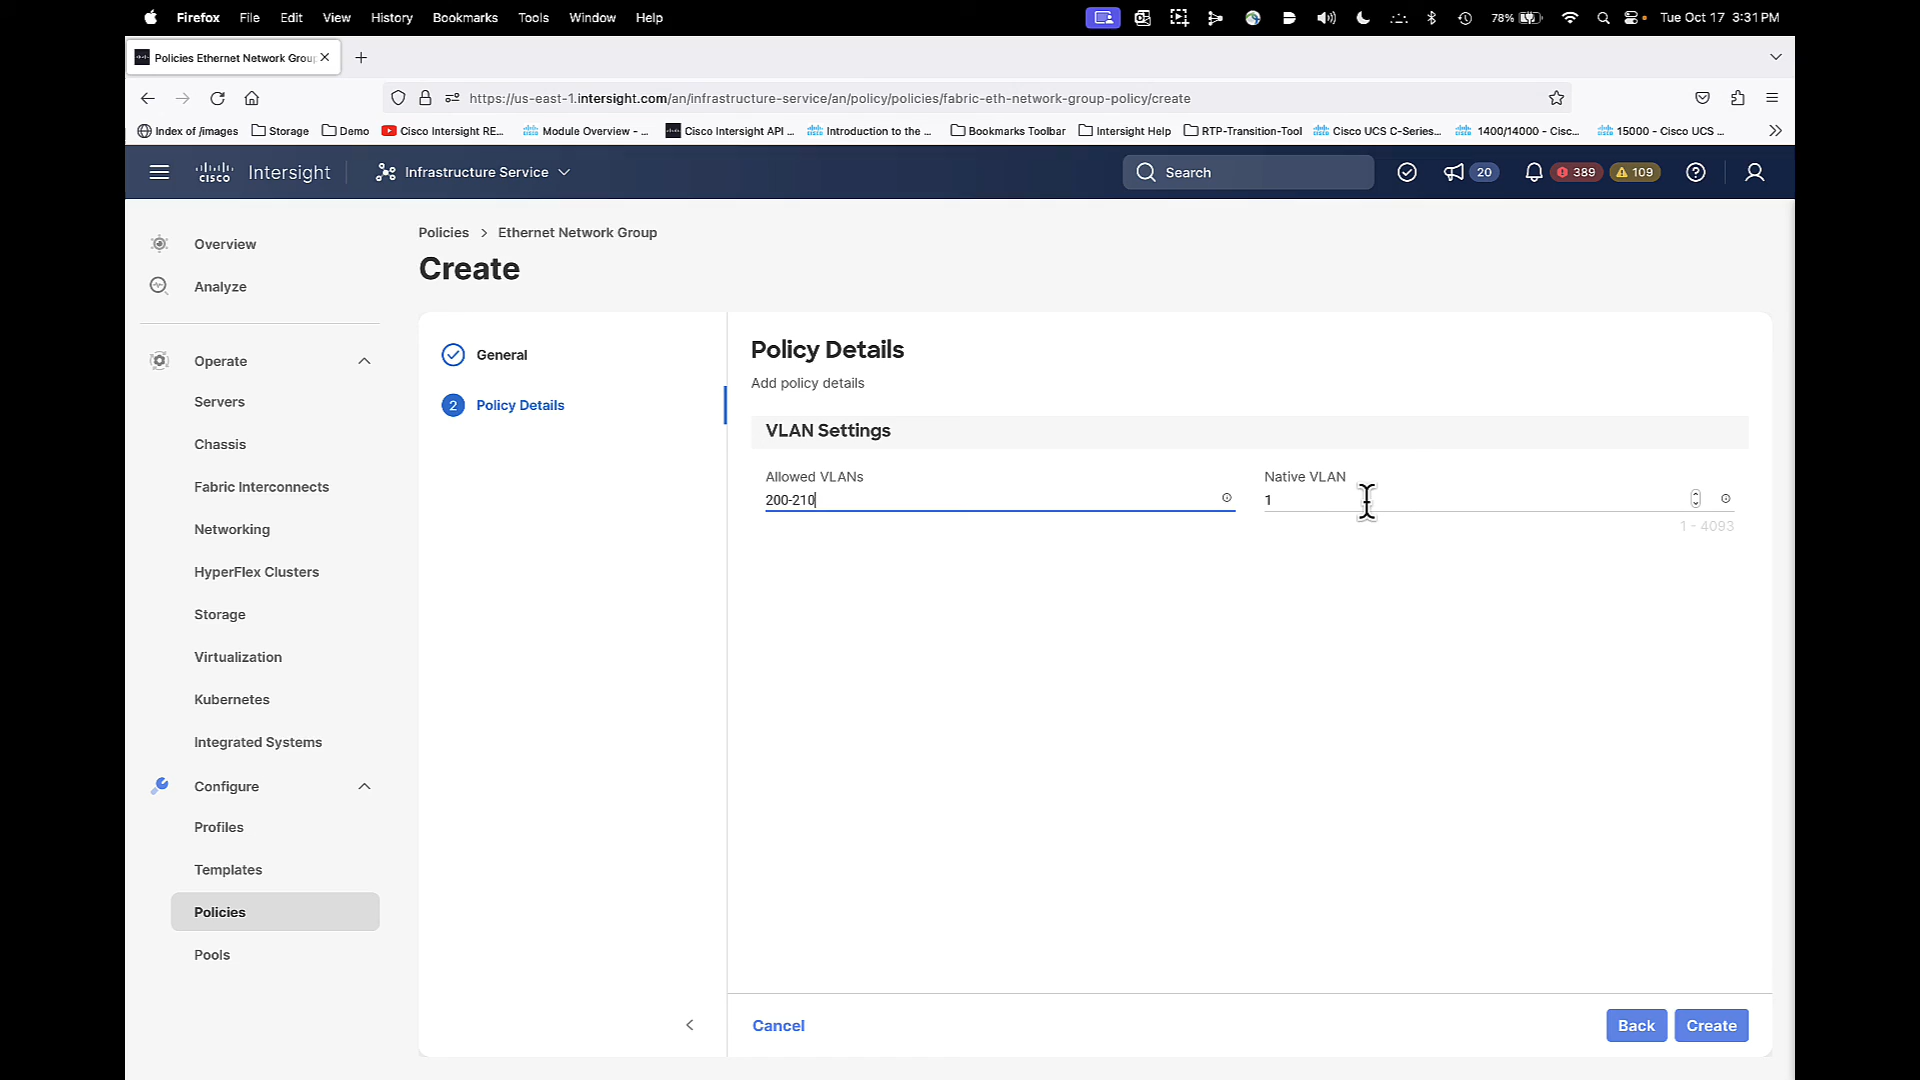 Firefox File Edit View History Bookmarks Tools Window Help 78% Tue Oct 17 3:31 PM
Policies Ethernet Network Grou
https://us-east-1.intersight.com/an/infrastructure-service/an/policy/policies/fabric-eth-network-group-policy/create
Index of /images Storage Demo Cisco Intersight RE... Module Overview - ... Cisco Intersight API ... Introduction to the ... Bookmarks Toolbar Intersight Help RTP-Transition-Tool Cisco UCS C-Series... 1400/14000 - Cisc... 15000 - Cisco UCS ...
CISCO Intersight Infrastructure Service Search 20 389 109
Overview
Analyze
Operate
Servers
Chassis
Fabric Interconnects
Networking
HyperFlex Clusters
Storage
Virtualization
Kubernetes
Integrated Systems
Configure
Profiles
Templates
Policies
Pools
Policies > Ethernet Network Group
Create
General
2 Policy Details
Policy Details
Add policy details
VLAN Settings
Allowed VLANs
200-210
Native VLAN
1
1 - 4093
Cancel
Back
Create